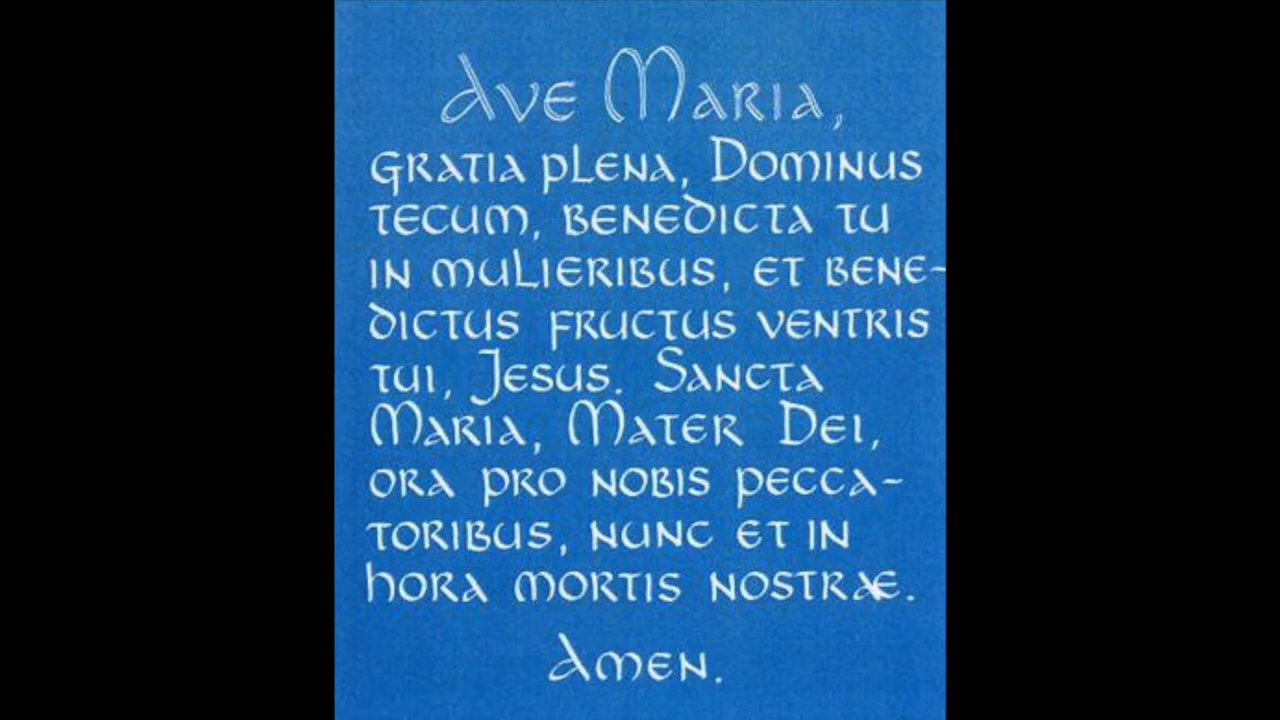 Ave Maria,
gratia plena, Dominus
tecum, benedicta tu
in mulieribus, et bene-
dictus fructus ventris
tui, Jesus. Sancta
Maria, Mater Dei,
ora pro nobis pecca-
toribus, nunc et in
hora mortis nostræ.
Amen.